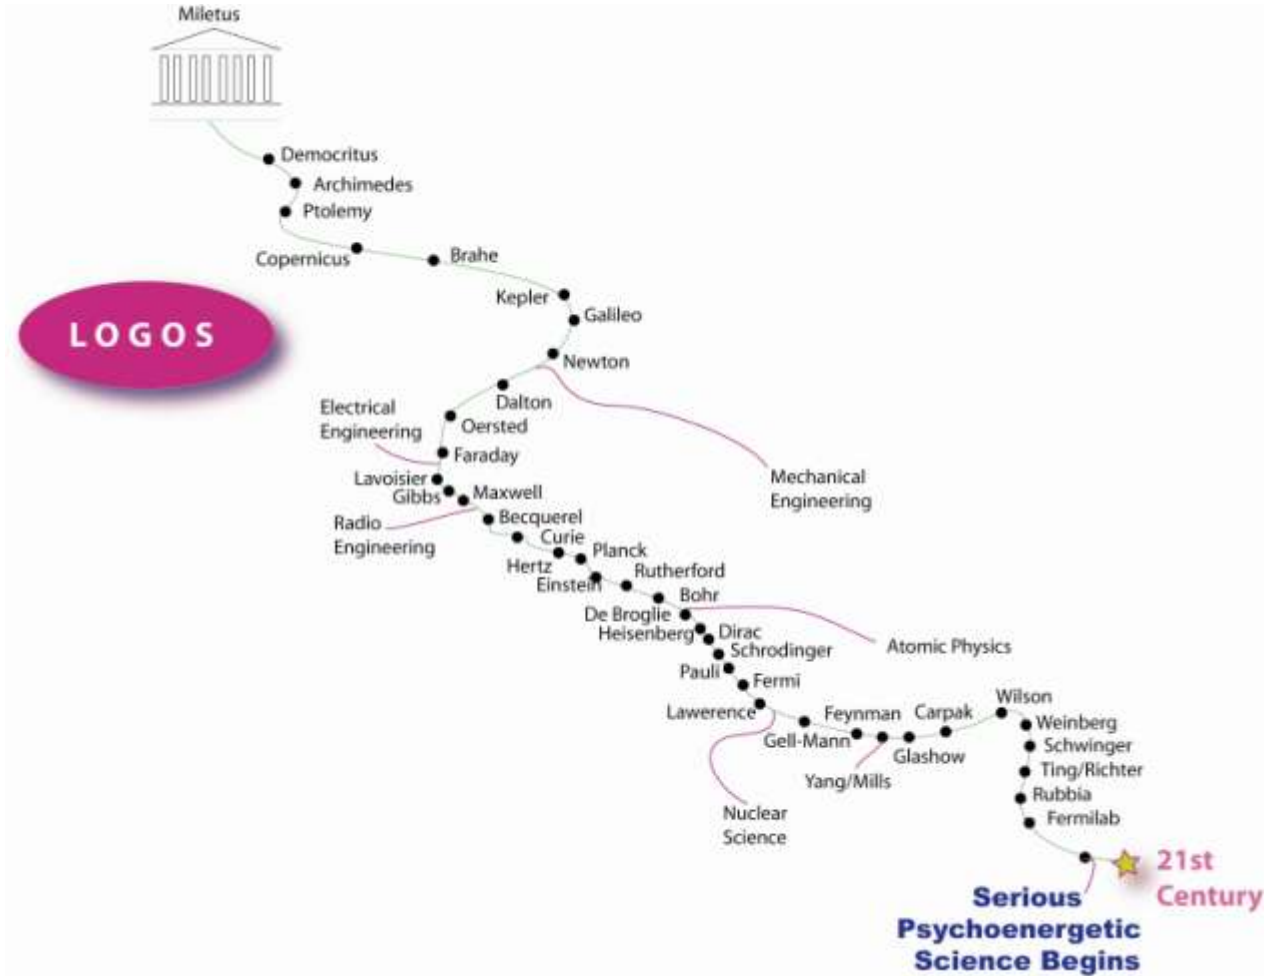 Miletus
Democritus
Archimedes
Ptolemy
Copernicus
Brahe
Kepler
Galileo
LOGOS
Newton
Dalton
Electrical
Engineering
Oersted
Faraday
Mechanical
Engineering
Lavoisier
Gibbs
Maxwell
Radio
Engineering
Becquerel
Curie
Hertz
Planck
Einstein
Rutherford
Bohr
De Broglie
Heisenberg
Dirac
Atomic Physics
Schrodinger
Pauli
Fermi
Lawerence
Wilson
Feynman
Carpak
Weinberg
Gell-Mann
Glashow
Schwinger
Yang/Mills
Ting/Richter
Rubbia
Nuclear
Science
Fermilab
21st
Century
Serious
Psychoenergetic
Science Begins